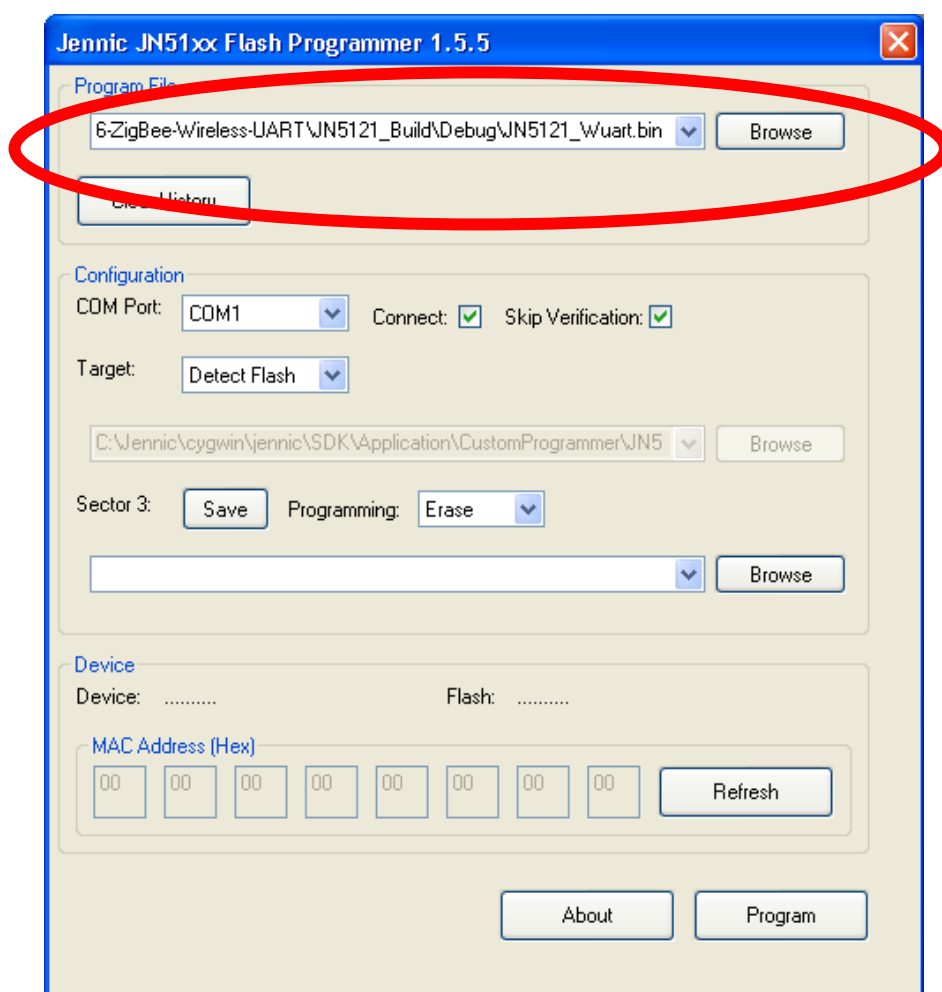 Jennic JN51xx Flash Programmer 1.5.5
Program File
6-ZigBee-Wireless-UART\JN5121_Build\Debug\JN5121_Wuart.bin Browse
Clear History
Configuration
COM Port: COM1 Connect: Skip Verification:
Target: Detect Flash
C:\Jennic\cygwin\jennic\SDK\Application\CustomProgrammer\JN5 Browse
Sector 3: Save Programming: Erase
Browse
Device
Device: .......... Flash: ..........
MAC Address (Hex)
00 00 00 00 00 00 00 00 Refresh
About Program